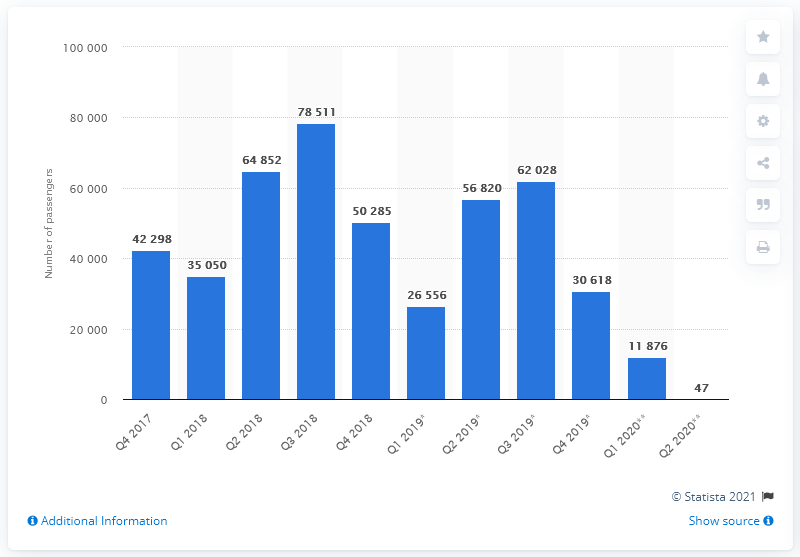 100 000
80 000
60 000
40 000
20 000
0
Number of passengers
42 298
35 050
64 852
78 511
50 285
26 556
56 820
62 028
30 618
11 876
47
Q4 2017
Q1 2018
Q2 2018
Q3 2018
Q4 2018
Q1 2019*
Q2 2019*
Q3 2019*
Q4 2019*
Q1 2020**
Q2 2020**
© Statista 2021
Additional Information
Show source